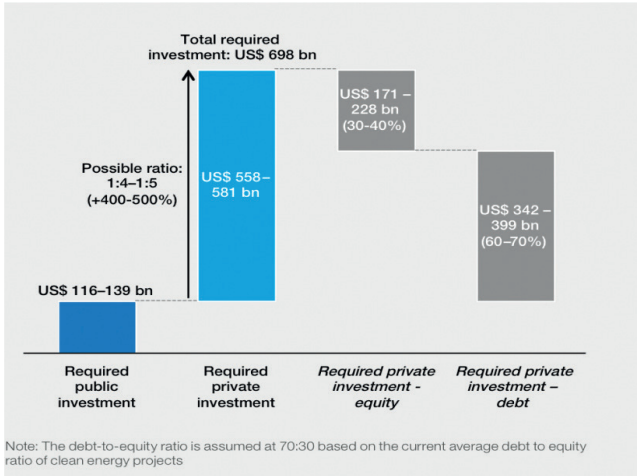 Total required
investment: US$ 698 bn
US$ 171 –
228 bn
(30-40%)
Possible ratio:
1:4–1:5
(+400-500%)
US$ 558–
581 bn
US$ 342 –
399 bn
(60–70%)
US$ 116–139 bn
Required
public
investment
Required
private
investment
Required private
investment -
equity
Required private
investment –
debt
Note: The debt-to-equity ratio is assumed at 70:30 based on the current average debt to equity
ratio of clean energy projects